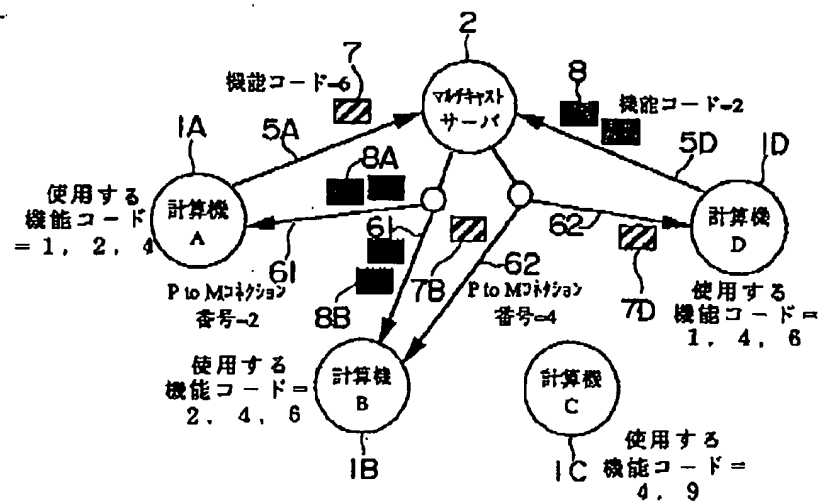 2
7
機能コード=6
マルチキャスト
サーバ
8
機能コード=2
1A
5A
8A
5D
1D
使用する
機能コード
=1, 2, 4
計算機
A
計算機
D
61
61
7B
62
62
7D
P to Mコネクション
番号=2
8B
P to Mコネクション
番号=4
使用する
機能コード=
1, 4, 6
使用する
機能コード=
2, 4, 6
計算機
B
計算機
C
1B
1C
使用する
機能コード=
4, 9